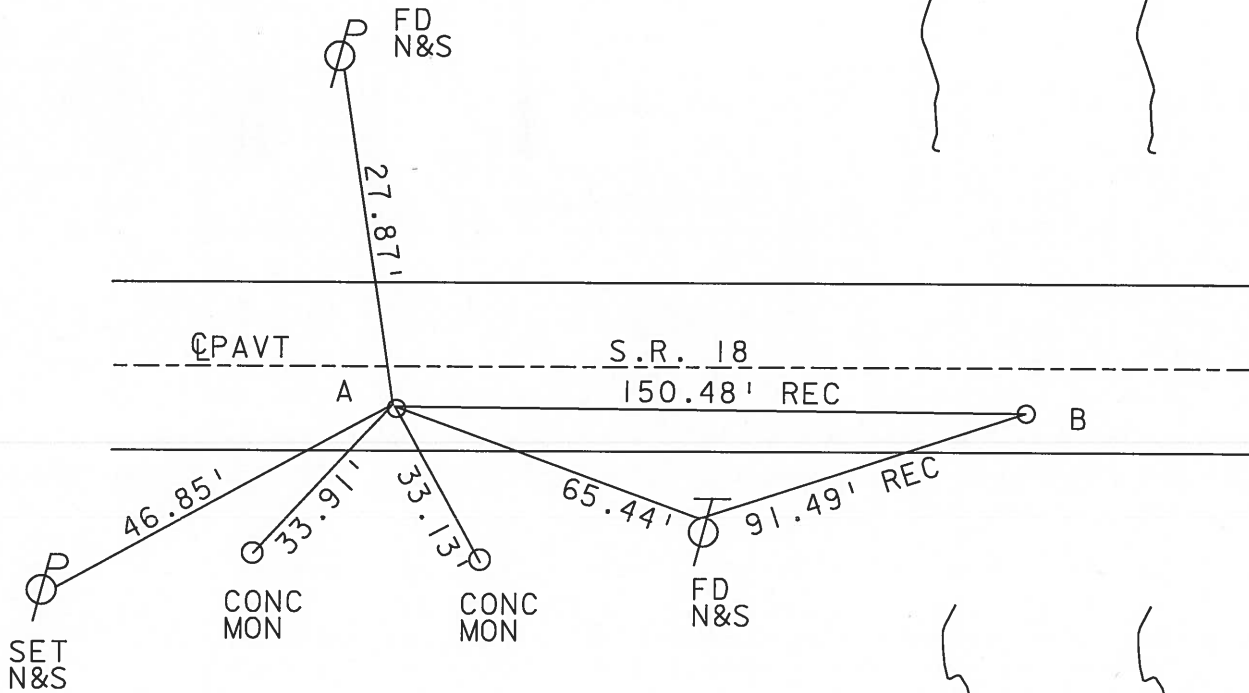 P
FD
N&S
27.87'
℄PAVT
S.R. 18
A
150.48' REC
B
46.85'
33.91'
33.13'
65.44'
91.49' REC
P
T
CONC
MON
CONC
MON
FD
N&S
SET
N&S